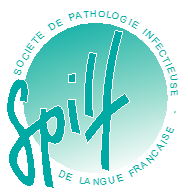 SOCIETE DE PATHOLOGIE INFECTIEUSE
Spilf
DE LANGUE FRANCAISE -